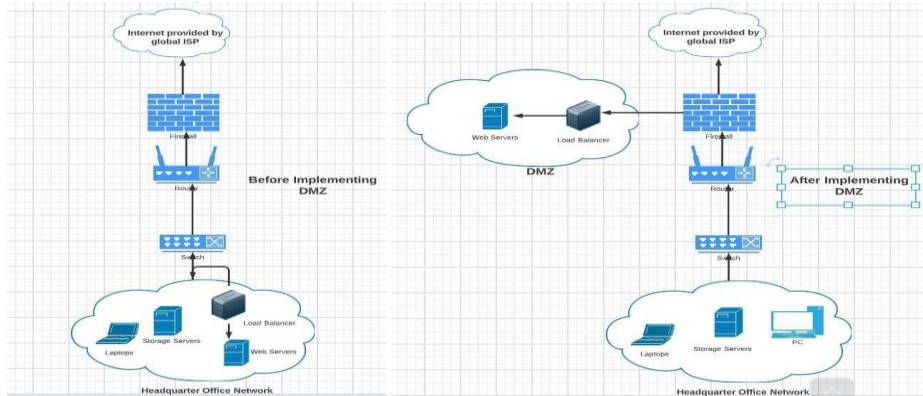 Internet provided by
global ISP
Firewall
Router
Before Implementing
DMZ
Switch
Load Balancer
Storage Servers
Laptops
Web Servers
Headquarter Office Network
Internet provided by
global ISP
Firewall
Web Servers
Load Balancer
DMZ
Router
After Implementing
DMZ
Switch
Laptops
Storage Servers
PC
Headquarter Office Network